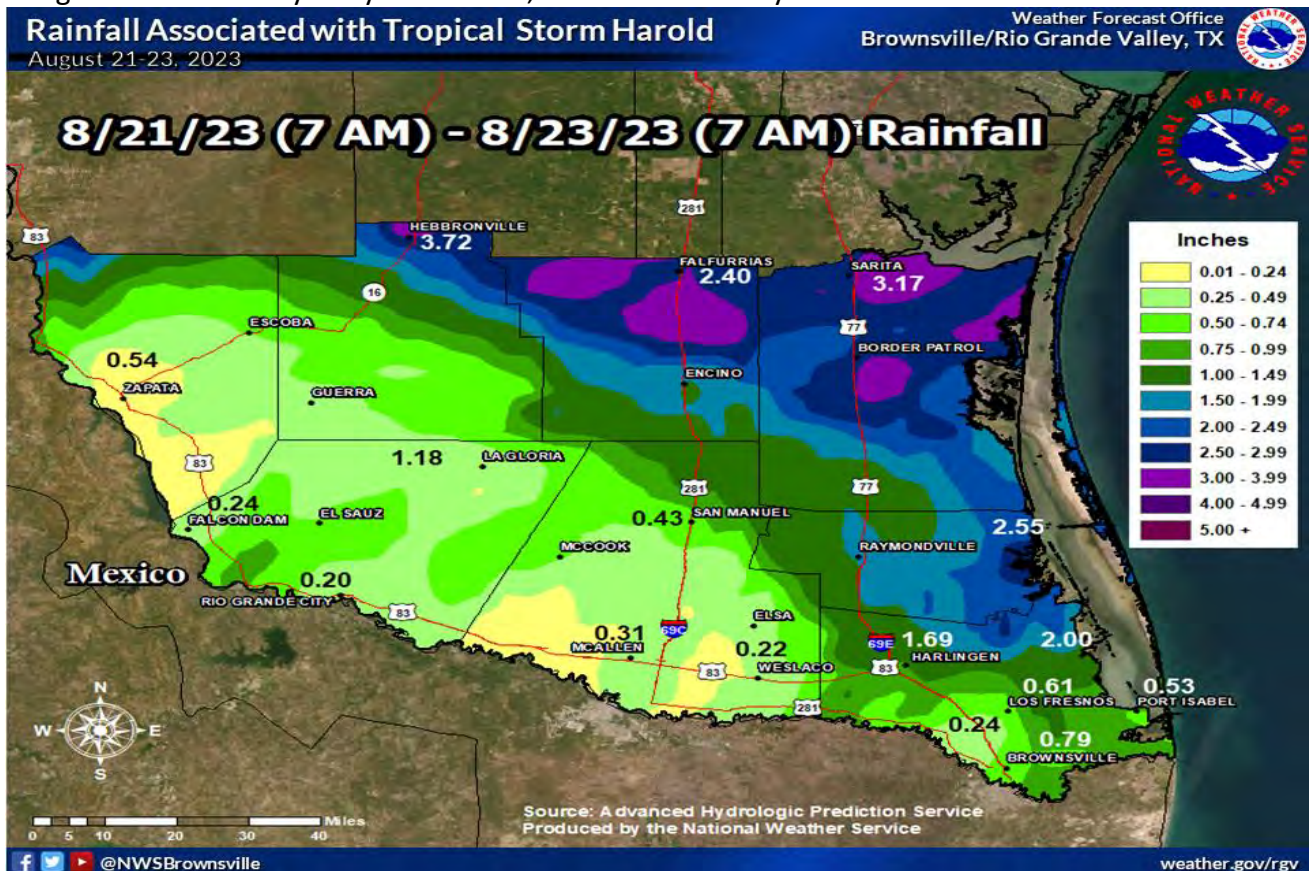 Rainfall Associated with Tropical Storm Harold
August 21-23, 2023
Weather Forecast Office
Brownsville/Rio Grande Valley, TX
8/21/23 (7 AM) - 8/23/23 (7 AM) Rainfall
NATIONAL WEATHER SERVICE
Inches
0.01 - 0.24
0.25 - 0.49
0.50 - 0.74
0.75 - 0.99
1.00 - 1.49
1.50 - 1.99
2.00 - 2.49
2.50 - 2.99
3.00 - 3.99
4.00 - 4.99
5.00 +
281
83
HEBBRONVILLE
3.72
FALFURRIAS
2.40
SARITA
3.17
16
77
ESCOBA
BORDER PATROL
0.54
ZAPATA
ENCINO
GUERRA
1.18
LA GLORIA
83
281
77
0.24
FALCON DAM
EL SAUZ
0.43
SAN MANUEL
2.55
MCCOOK
RAYMONDVILLE
Mexico
0.20
RIO GRANDE CITY
83
ELSA
0.31
MCALLEN
69C
0.22
WESLACO
83
69E
83
1.69
HARLINGEN
2.00
281
0.61
LOS FRESNOS
0.53
PORT ISABEL
0.24
0.79
BROWNSVILLE
N
W
E
S
Miles
0 5 10 20 30 40
Source: Advanced Hydrologic Prediction Service
Produced by the National Weather Service
@NWSBrownsville
weather.gov/rgv